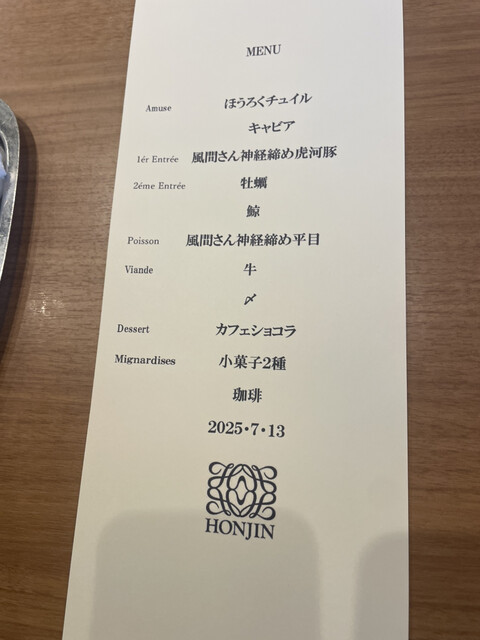 MENU
Amuse ほうろくチュイル
キャビア
1ér Entrée 風間さん神経締め虎河豚
2éme Entrée 牡蠣
鯨
Poisson 風間さん神経締め平目
Viande 牛
〆
Dessert カフェショコラ
Mignardises 小菓子2種
珈琲
2025・7・13
HONJIN